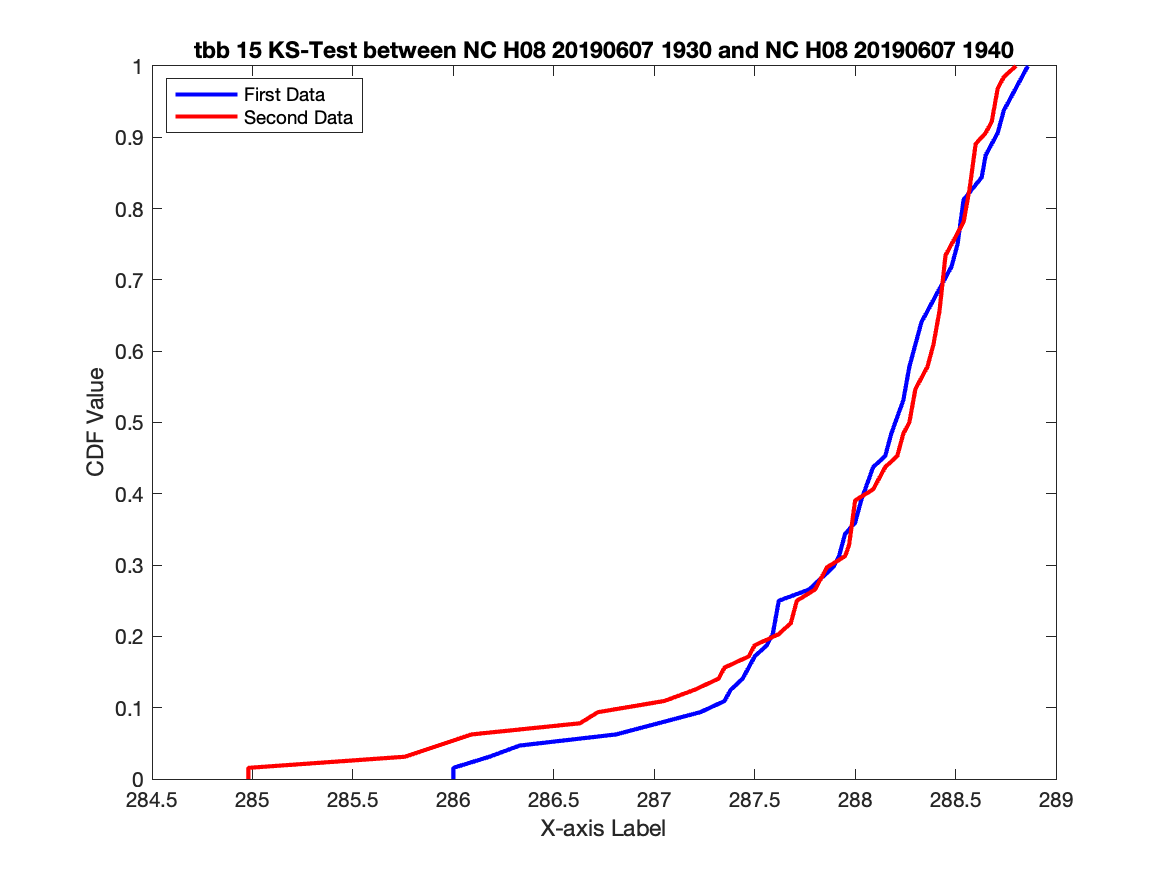 tbb 15 KS-Test between NC H08 20190607 1930 and NC H08 20190607 1940
First Data
Second Data
1
0.9
0.8
0.7
0.6
0.5
0.4
0.3
0.2
0.1
0
CDF Value
284.5 285 285.5 286 286.5 287 287.5 288 288.5 289
X-axis Label